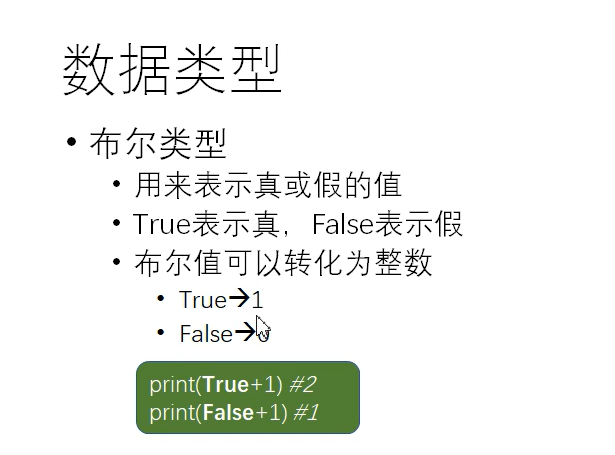 数据类型
• 布尔类型
• 用来表示真或假的值
• True表示真，False表示假
• 布尔值可以转化为整数
• True→1
• False→0
print(True+1) #2
print(False+1) #1